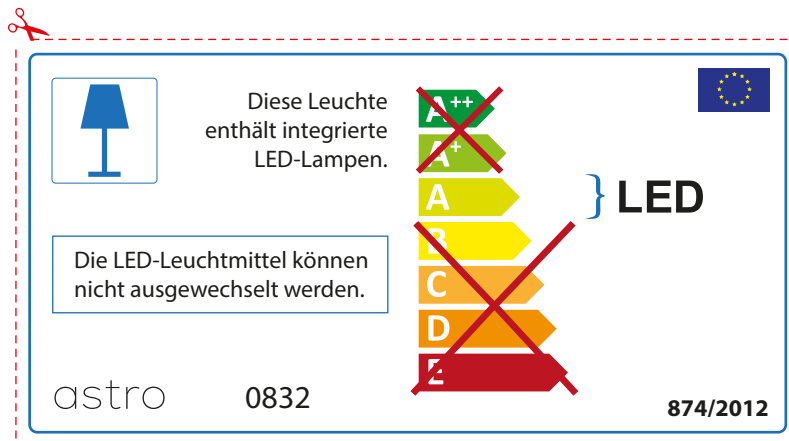 Diese Leuchte
enthält integrierte
LED-Lampen.
Die LED-Leuchtmittel können
nicht ausgewechselt werden.
A++
A+
A
B
C
D
E
LED
astro
0832
874/2012